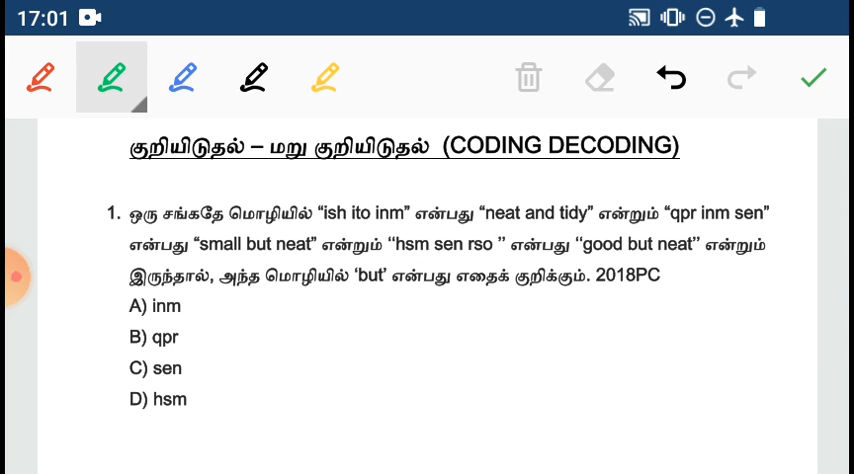 17:01
குறியிடுதல் – மறு குறியிடுதல் (CODING DECODING)
1. ஒரு சங்கதே மொழியில் “ish ito inm” என்பது “neat and tidy” என்றும் “qpr inm sen”
என்பது “small but neat” என்றும் ‘‘hsm sen rso ’’ என்பது ‘‘good but neat’’ என்றும்
இருந்தால், அந்த மொழியில் ‘but’ என்பது எதைக் குறிக்கும். 2018PC
A) inm
B) qpr
C) sen
D) hsm